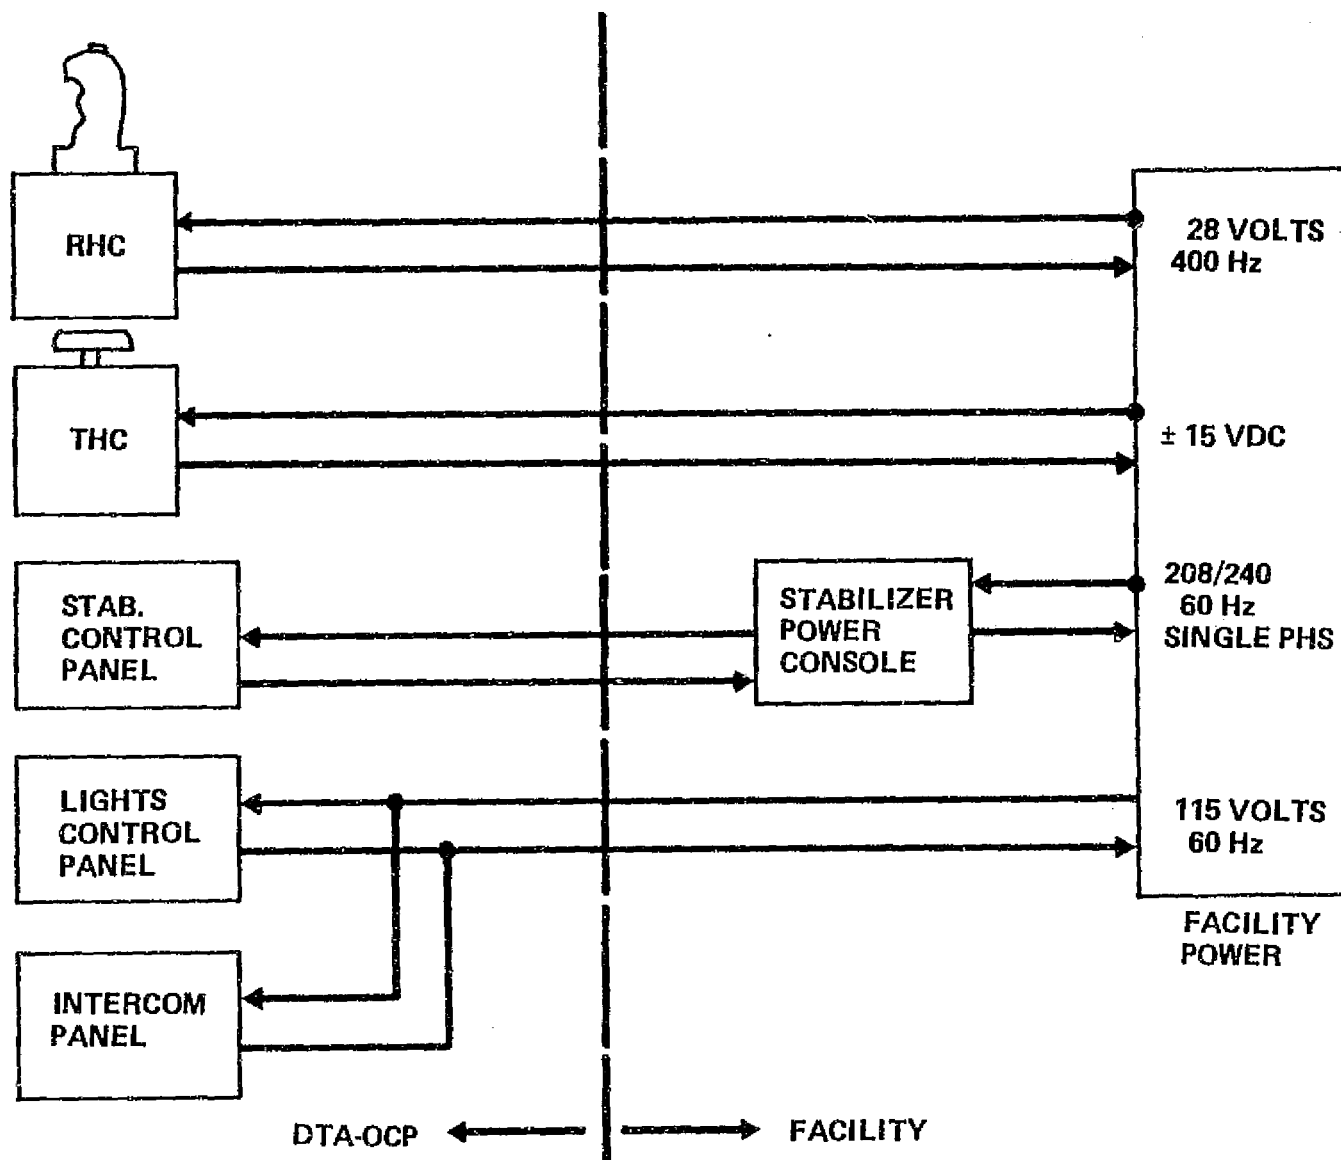 RHC
28 VOLTS
400 Hz
THC
± 15 VDC
STAB.
CONTROL
PANEL
STABILIZER
POWER
CONSOLE
208/240
60 Hz
SINGLE PHS
LIGHTS
CONTROL
PANEL
115 VOLTS
60 Hz
FACILITY
POWER
INTERCOM
PANEL
DTA-OCP
FACILITY